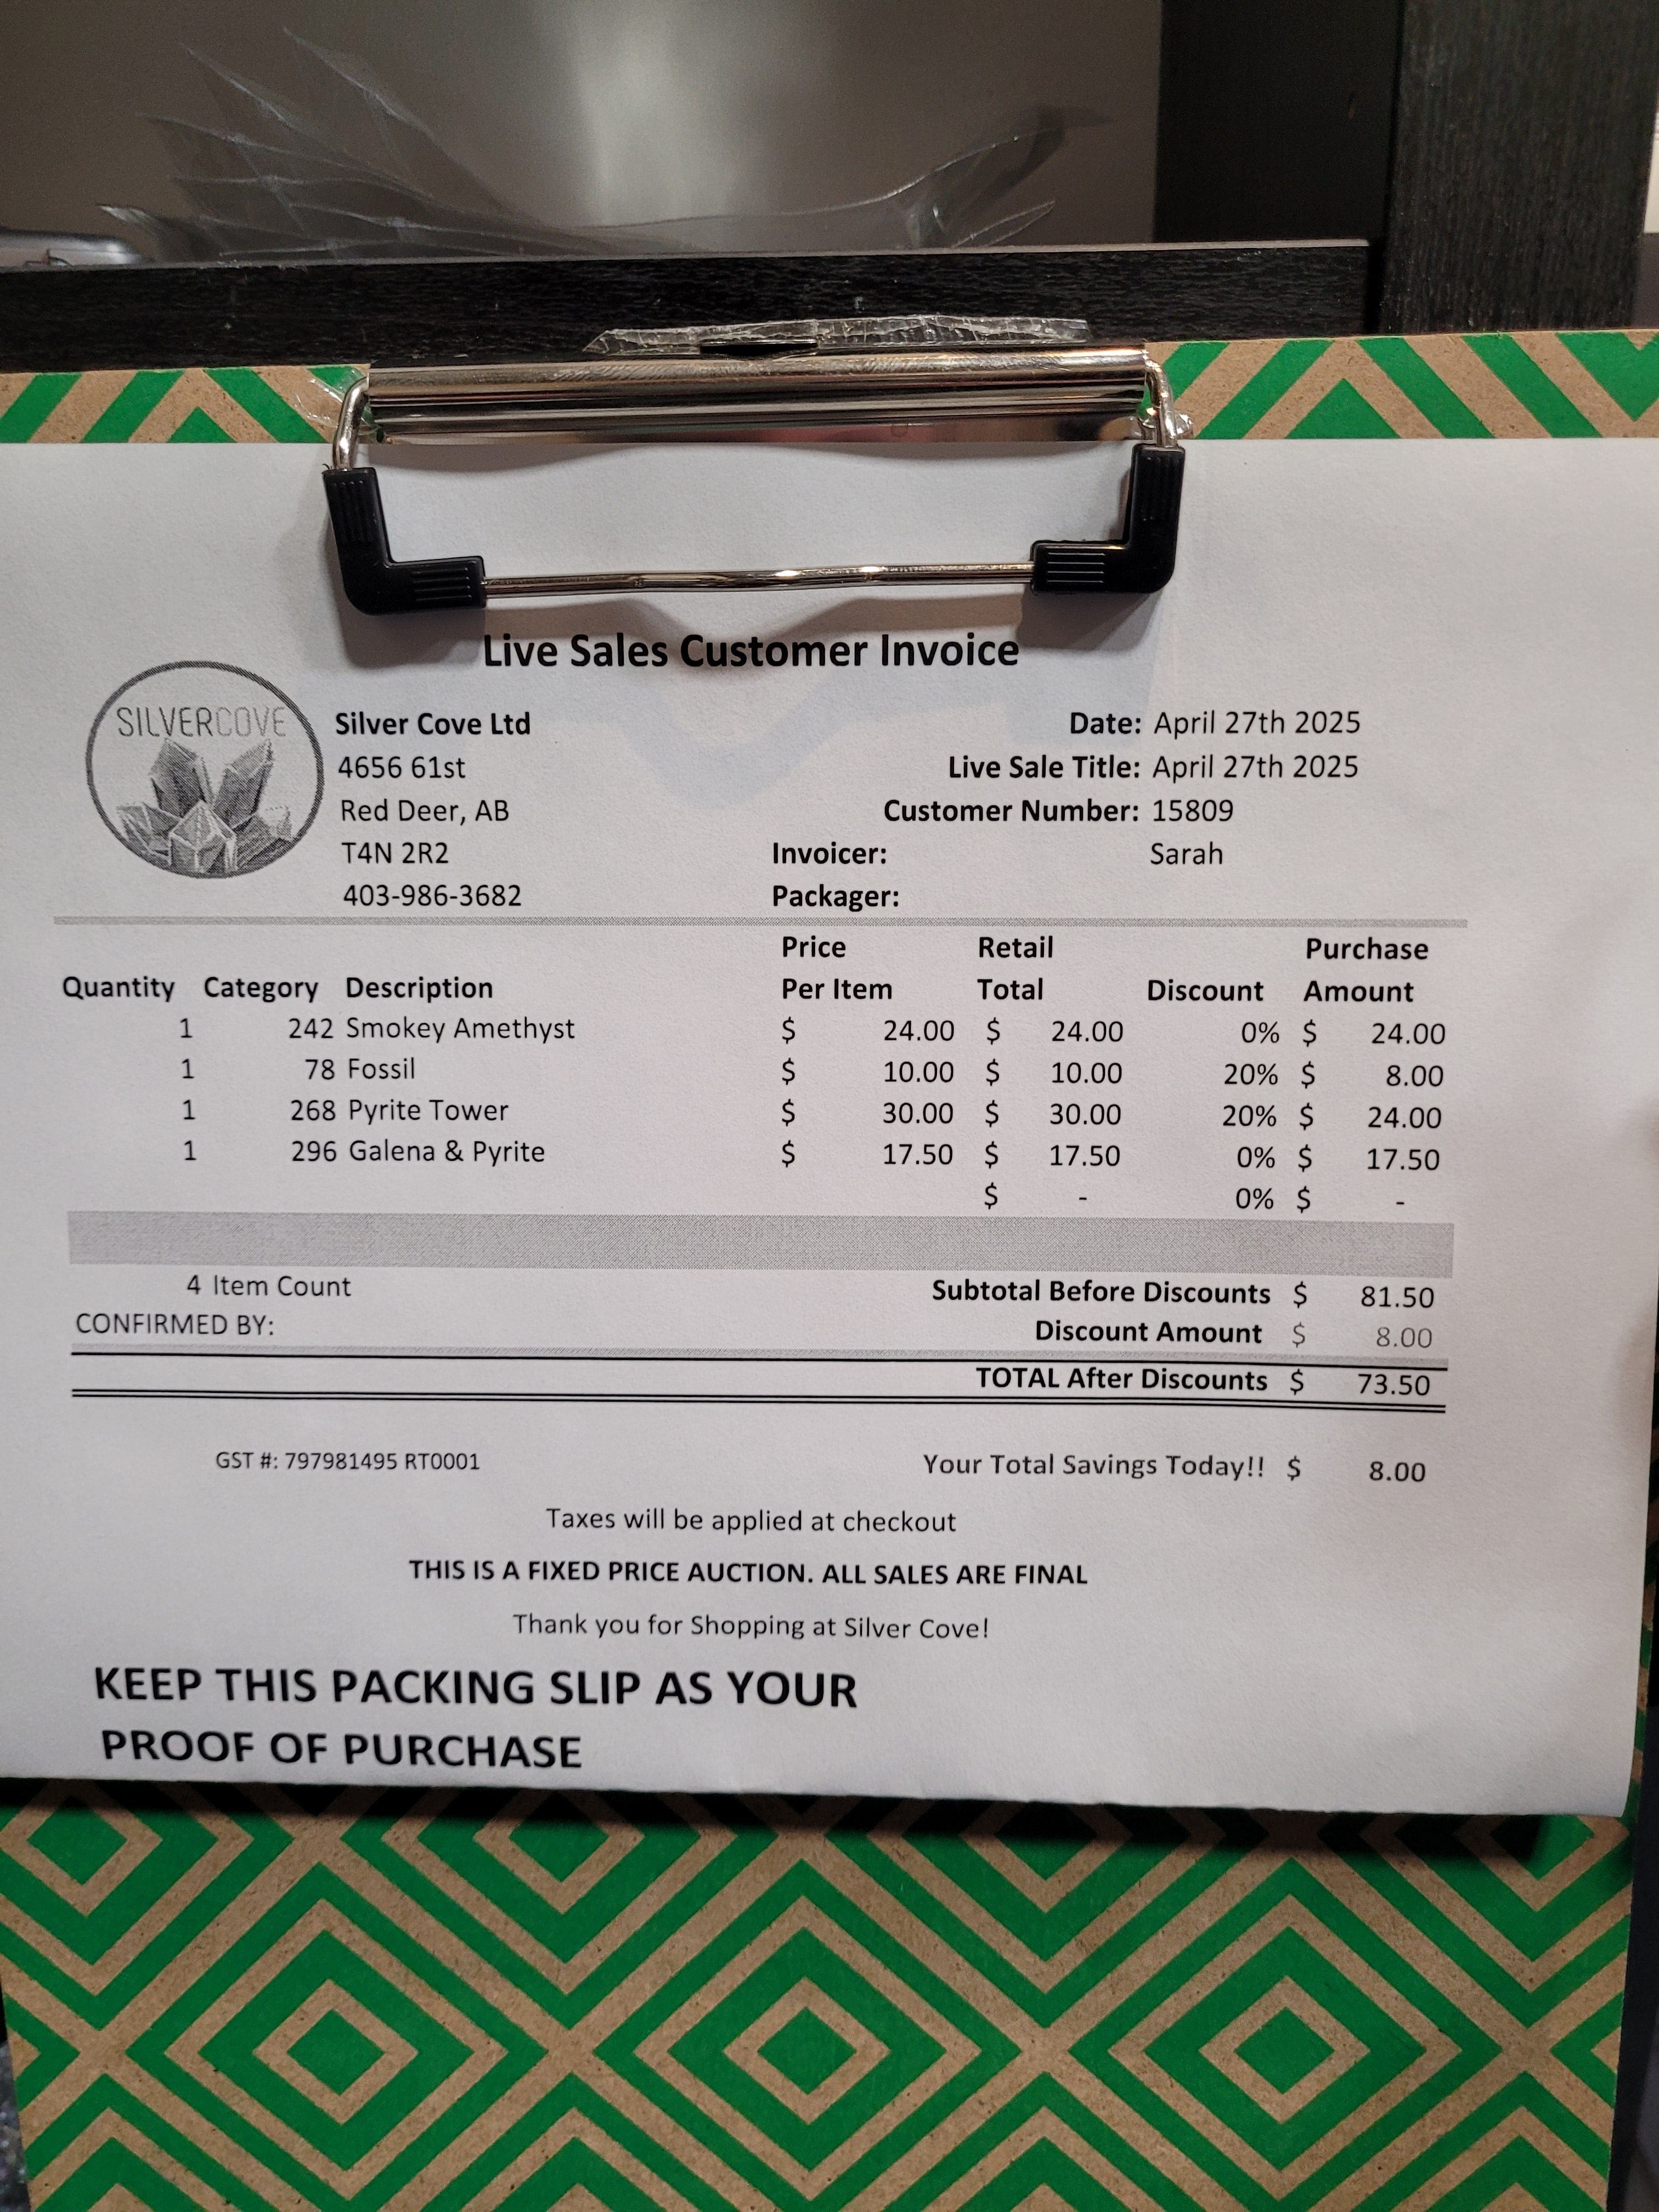 Live Sales Customer Invoice
SILVERCOVE
Silver Cove Ltd
4656 61st
Red Deer, AB
T4N 2R2
403-986-3682
Date: April 27th 2025
Live Sale Title: April 27th 2025
Customer Number: 15809
Invoicer: Sarah
Packager:
Quantity Category Description Price Per Item Retail Total Discount Purchase Amount
1 242 Smokey Amethyst $ 24.00 $ 24.00 0% $ 24.00
1 78 Fossil $ 10.00 $ 10.00 20% $ 8.00
1 268 Pyrite Tower $ 30.00 $ 30.00 20% $ 24.00
1 296 Galena & Pyrite $ 17.50 $ 17.50 0% $ 17.50
$ - 0% $ -
4 Item Count Subtotal Before Discounts $ 81.50
CONFIRMED BY: Discount Amount $ 8.00
TOTAL After Discounts $ 73.50
GST #: 797981495 RT0001 Your Total Savings Today!! $ 8.00
Taxes will be applied at checkout
THIS IS A FIXED PRICE AUCTION. ALL SALES ARE FINAL
Thank you for Shopping at Silver Cove!
KEEP THIS PACKING SLIP AS YOUR
PROOF OF PURCHASE